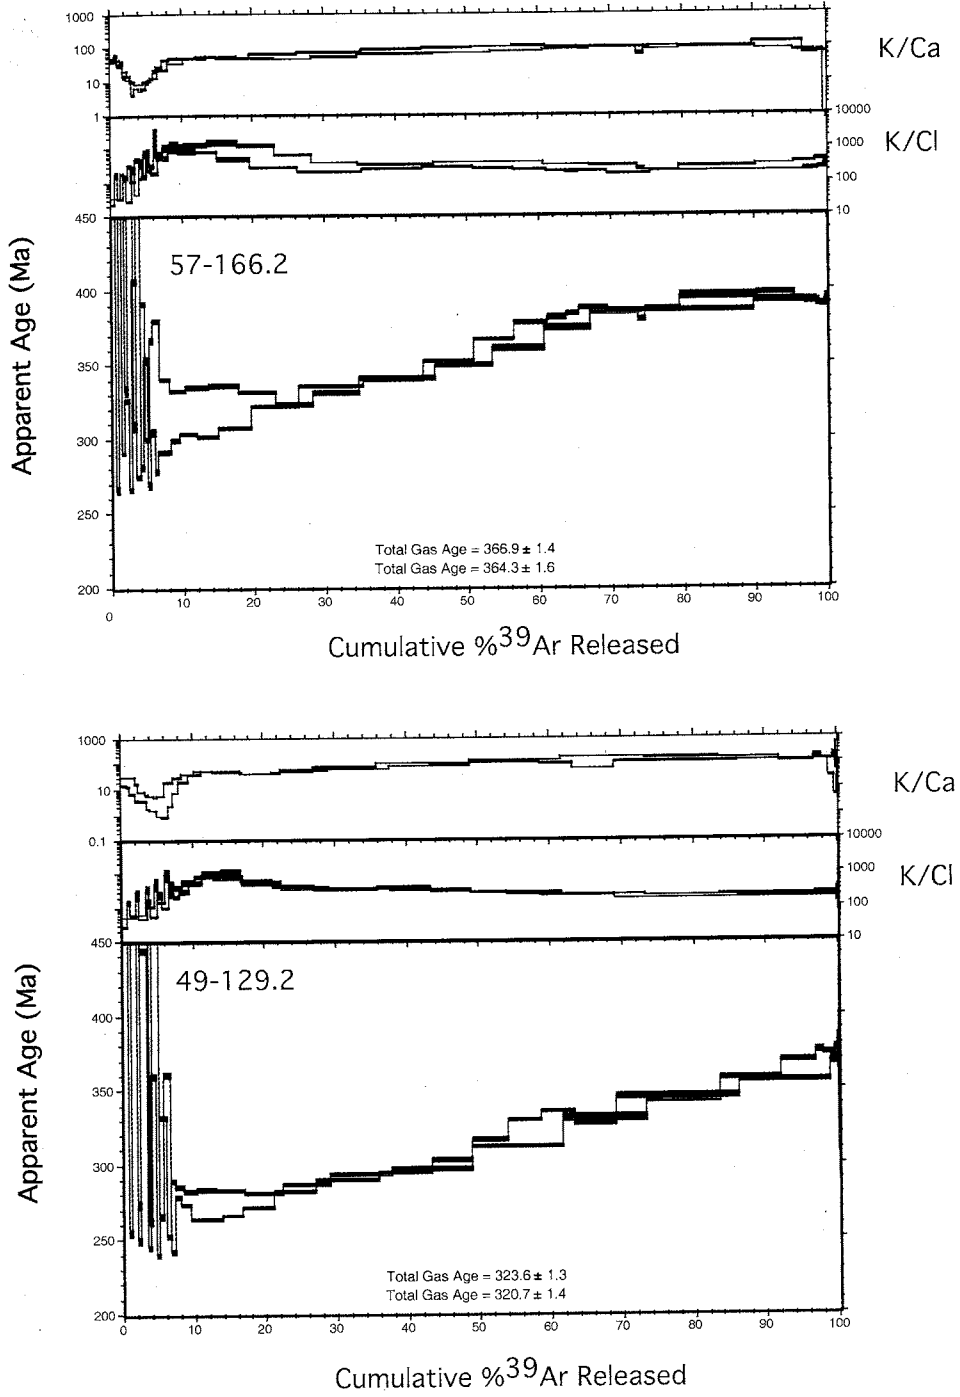 1000
100
10
1
K/Ca
10000
1000
100
10
K/Cl
450
400
350
300
250
200
Apparent Age (Ma)
57-166.2
Total Gas Age = 366.9 ± 1.4
Total Gas Age = 364.3 ± 1.6
0 10 20 30 40 50 60 70 80 90 100
Cumulative %39Ar Released
1000
10
0.1
K/Ca
10000
1000
100
10
K/Cl
450
400
350
300
250
200
Apparent Age (Ma)
49-129.2
Total Gas Age = 323.6 ± 1.3
Total Gas Age = 320.7 ± 1.4
0 10 20 30 40 50 60 70 80 90 100
Cumulative %39Ar Released